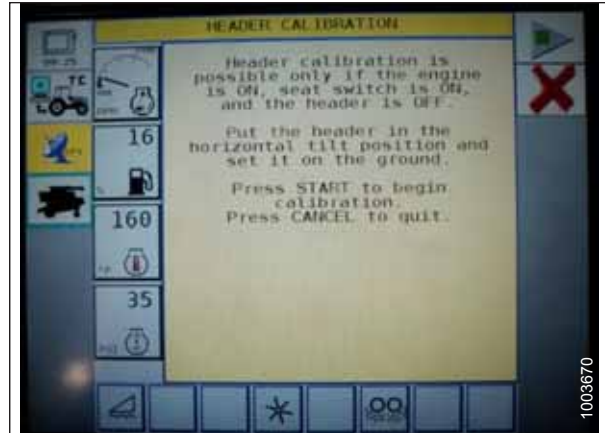 HEADER CALIBRATION
Header calibration is
possible only if the engine
is ON, seat switch is ON,
and the header is OFF.
Put the header in the
horizontal tilt position and
set it on the ground.
Press START to begin
calibration.
Press CANCEL to quit.
TC
16
160
35
1003670